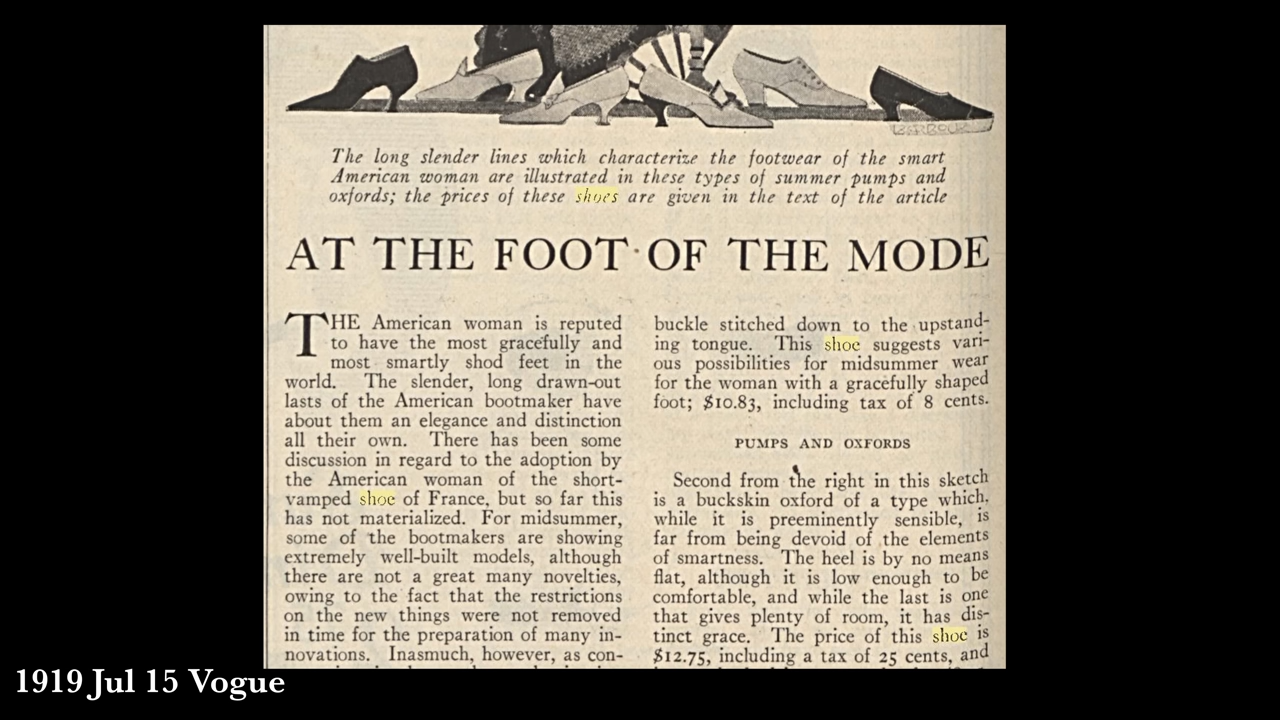 The long slender lines which characterize the footwear of the smart
American woman are illustrated in these types of summer pumps and
oxfords; the prices of these shoes are given in the text of the article
AT THE FOOT OF THE MODE
THE American woman is reputed
to have the most gracefully and
most smartly shod feet in the
world. The slender, long drawn-out
lasts of the American bootmaker have
about them an elegance and distinction
all their own. There has been some
discussion in regard to the adoption by
the American woman of the short-
vamped shoe of France, but so far this
has not materialized. For midsummer,
some of the bootmakers are showing
extremely well-built models, although
there are not a great many novelties,
owing to the fact that the restrictions
on the new things were not removed
in time for the preparation of many in-
novations. Inasmuch, however, as con-
buckle stitched down to the upstand-
ing tongue. This shoe suggests vari-
ous possibilities for midsummer wear
for the woman with a gracefully shaped
foot; $10.83, including tax of 8 cents.
PUMPS AND OXFORDS
Second from the right in this sketch
is a buckskin oxford of a type which,
while it is preeminently sensible, is
far from being devoid of the elements
of smartness. The heel is by no means
flat, although it is low enough to be
comfortable, and while the last is one
that gives plenty of room, it has dis-
tinct grace. The price of this shoe is
$12.75, including a tax of 25 cents, and
1919 Jul 15 Vogue